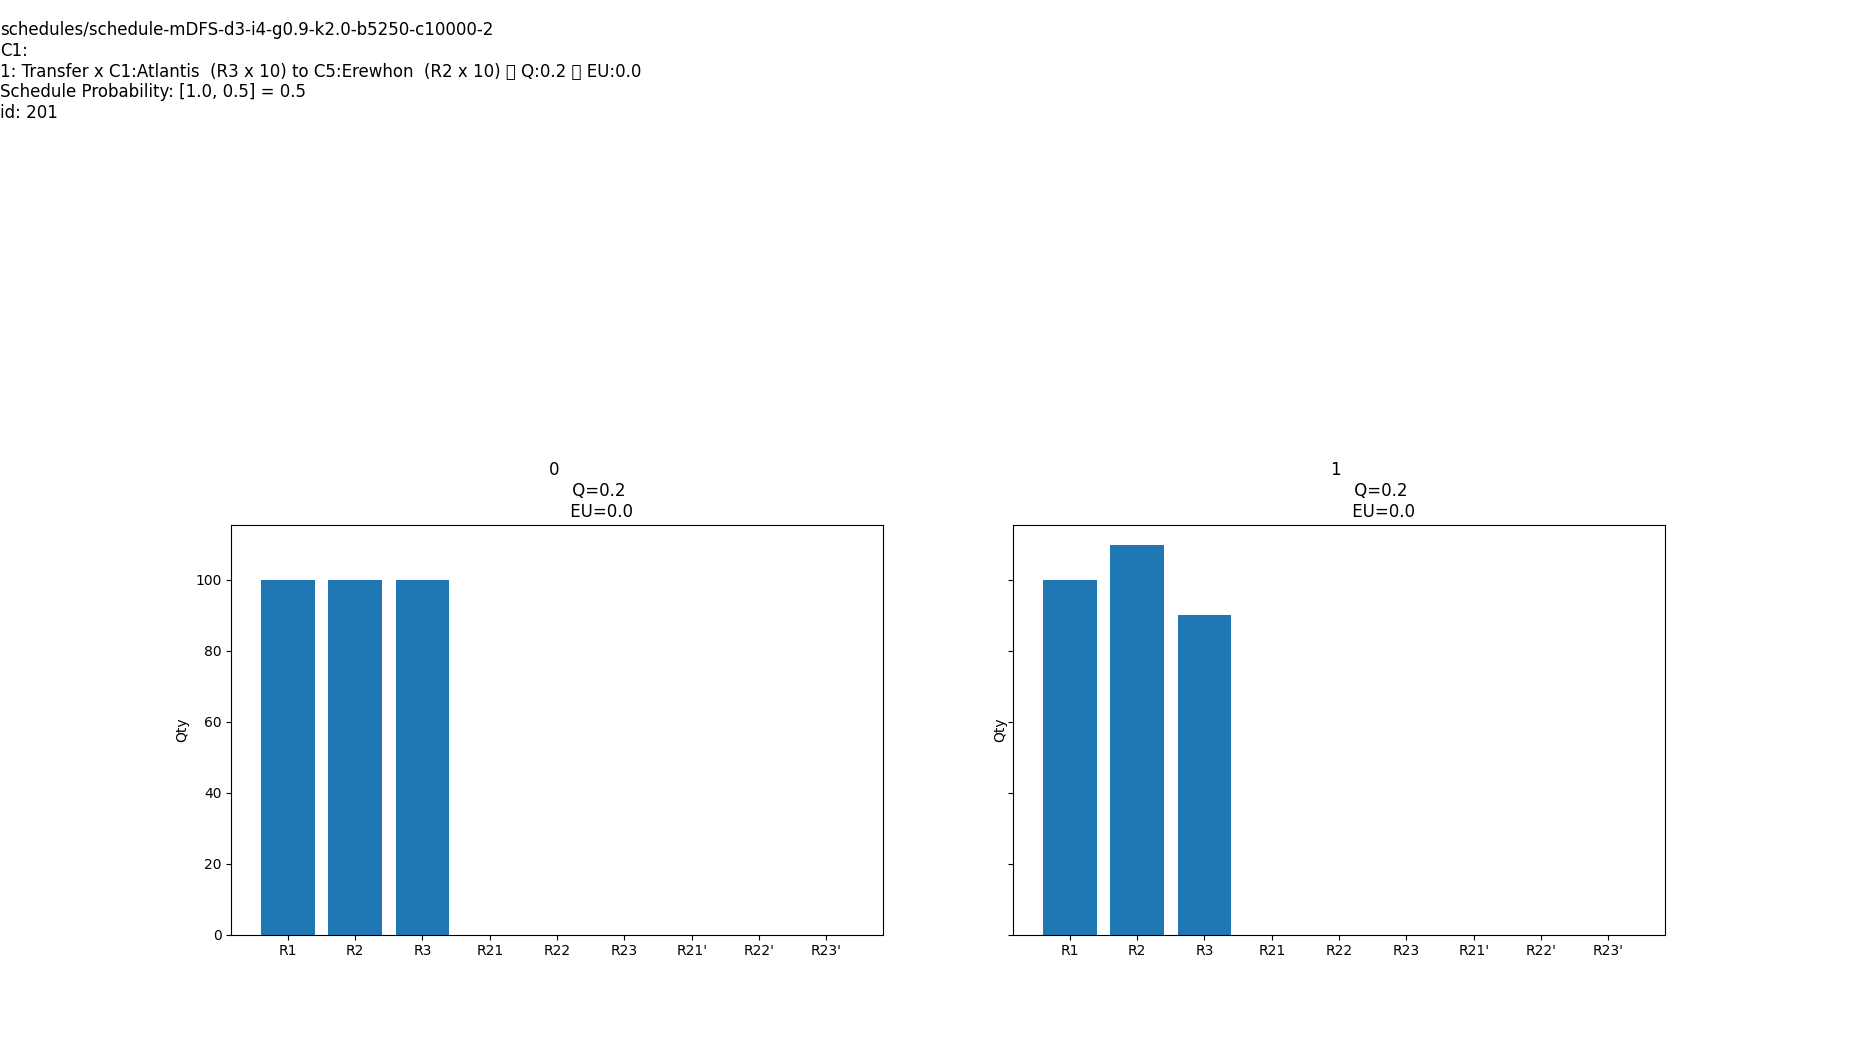 schedules/schedule-mDFS-d3-i4-g0.9-k2.0-b5250-c10000-2
C1:
1: Transfer x C1:Atlantis  (R3 x 10) to C5:Erewhon  (R2 x 10) ▯ Q:0.2 ▯ EU:0.0
Schedule Probability: [1.0, 0.5] = 0.5
id: 201
0
Q=0.2
EU=0.0
Qty
100
80
60
40
20
0
R1 R2 R3 R21 R22 R23 R21' R22' R23'
1
Q=0.2
EU=0.0
Qty
R1 R2 R3 R21 R22 R23 R21' R22' R23'